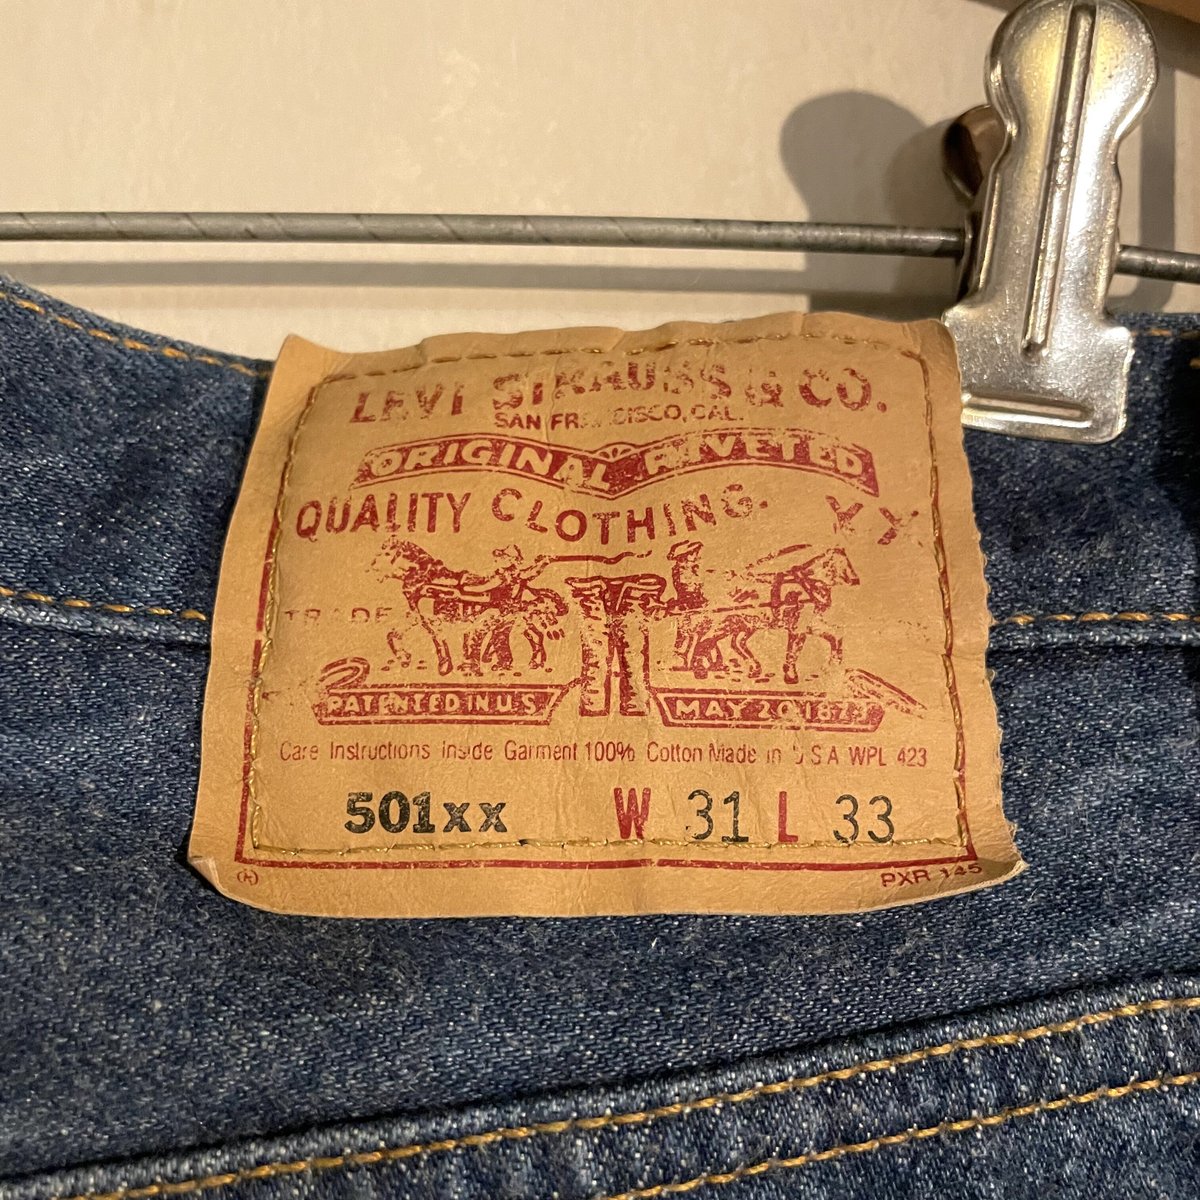 LEVI STRAUSS & CO.
SAN FRANCISCO, CAL.
ORIGINAL RIVETED
QUALITY CLOTHING. XX
TRADE
PATENTED IN U.S. MAY 20 1873
Care Instructions Inside Garment 100% Cotton Made in U S A WPL 423
501xx W 31 L 33
(R) PXR 145